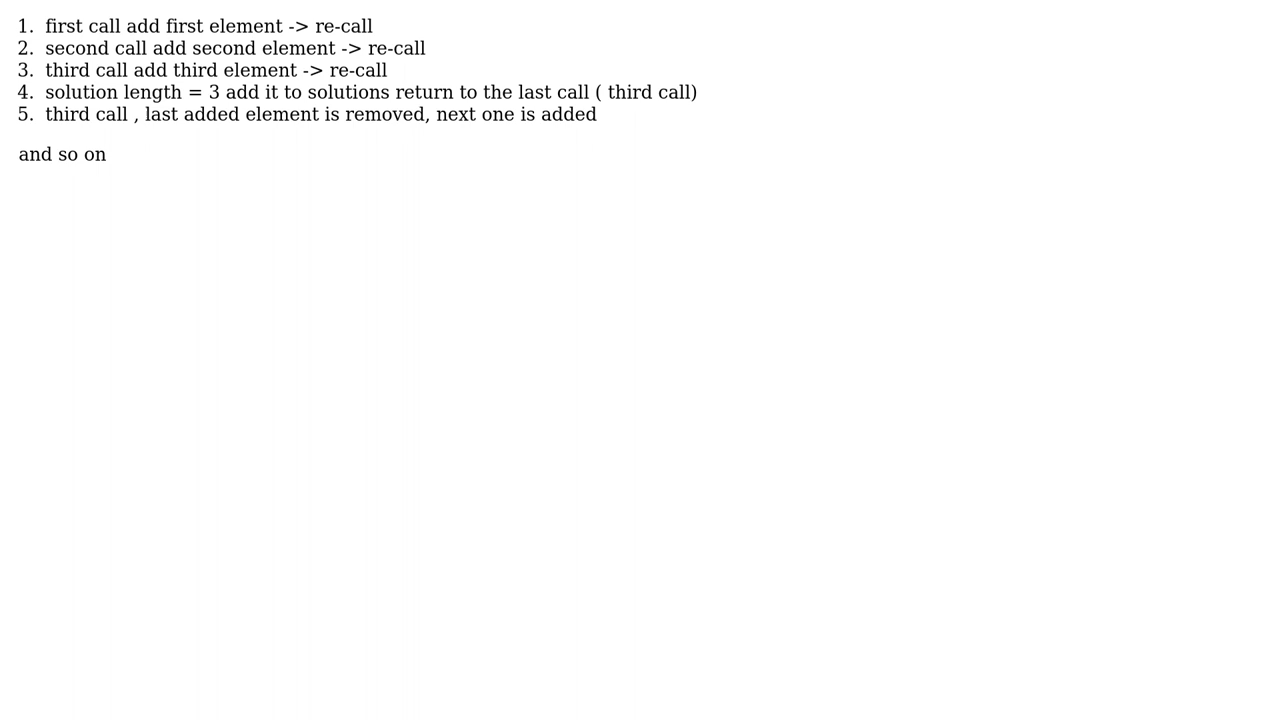 1. first call add first element -> re-call
2. second call add second element -> re-call
3. third call add third element -> re-call
4. solution length = 3 add it to solutions return to the last call ( third call)
5. third call , last added element is removed, next one is added
and so on